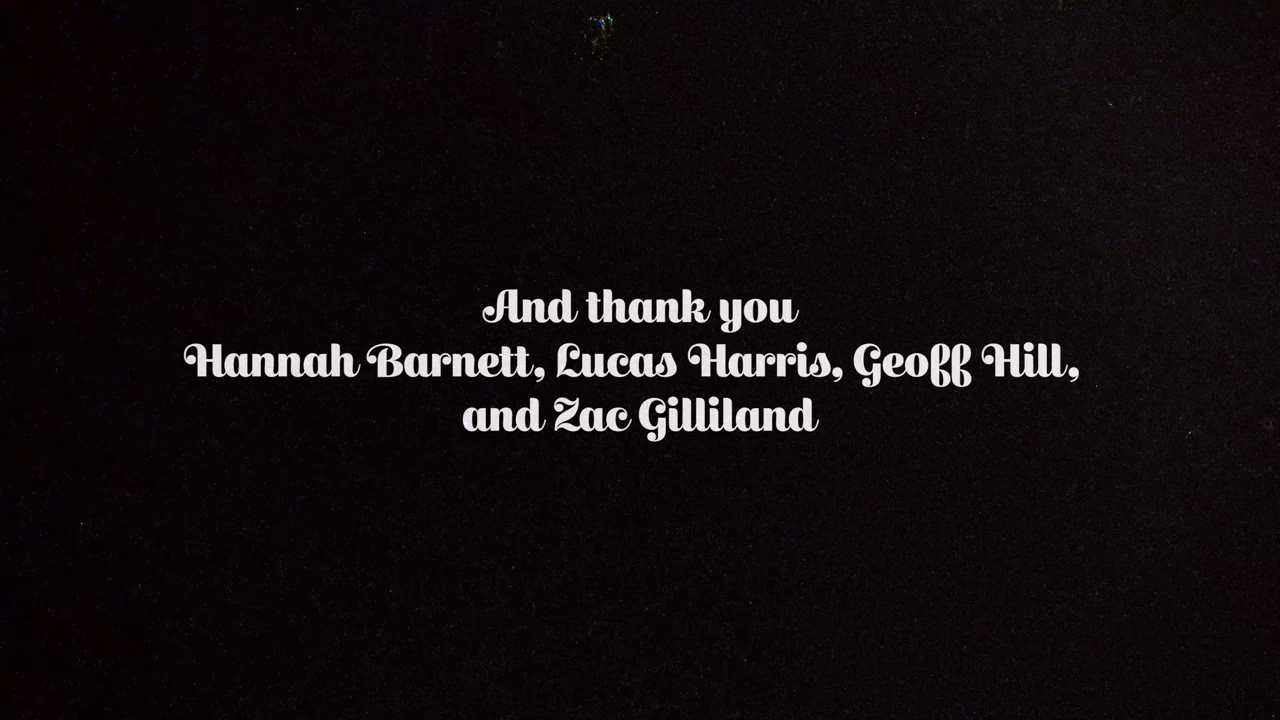 And thank you
Hannah Barnett, Lucas Harris, Geoff Hill,
and Zac Gilliland